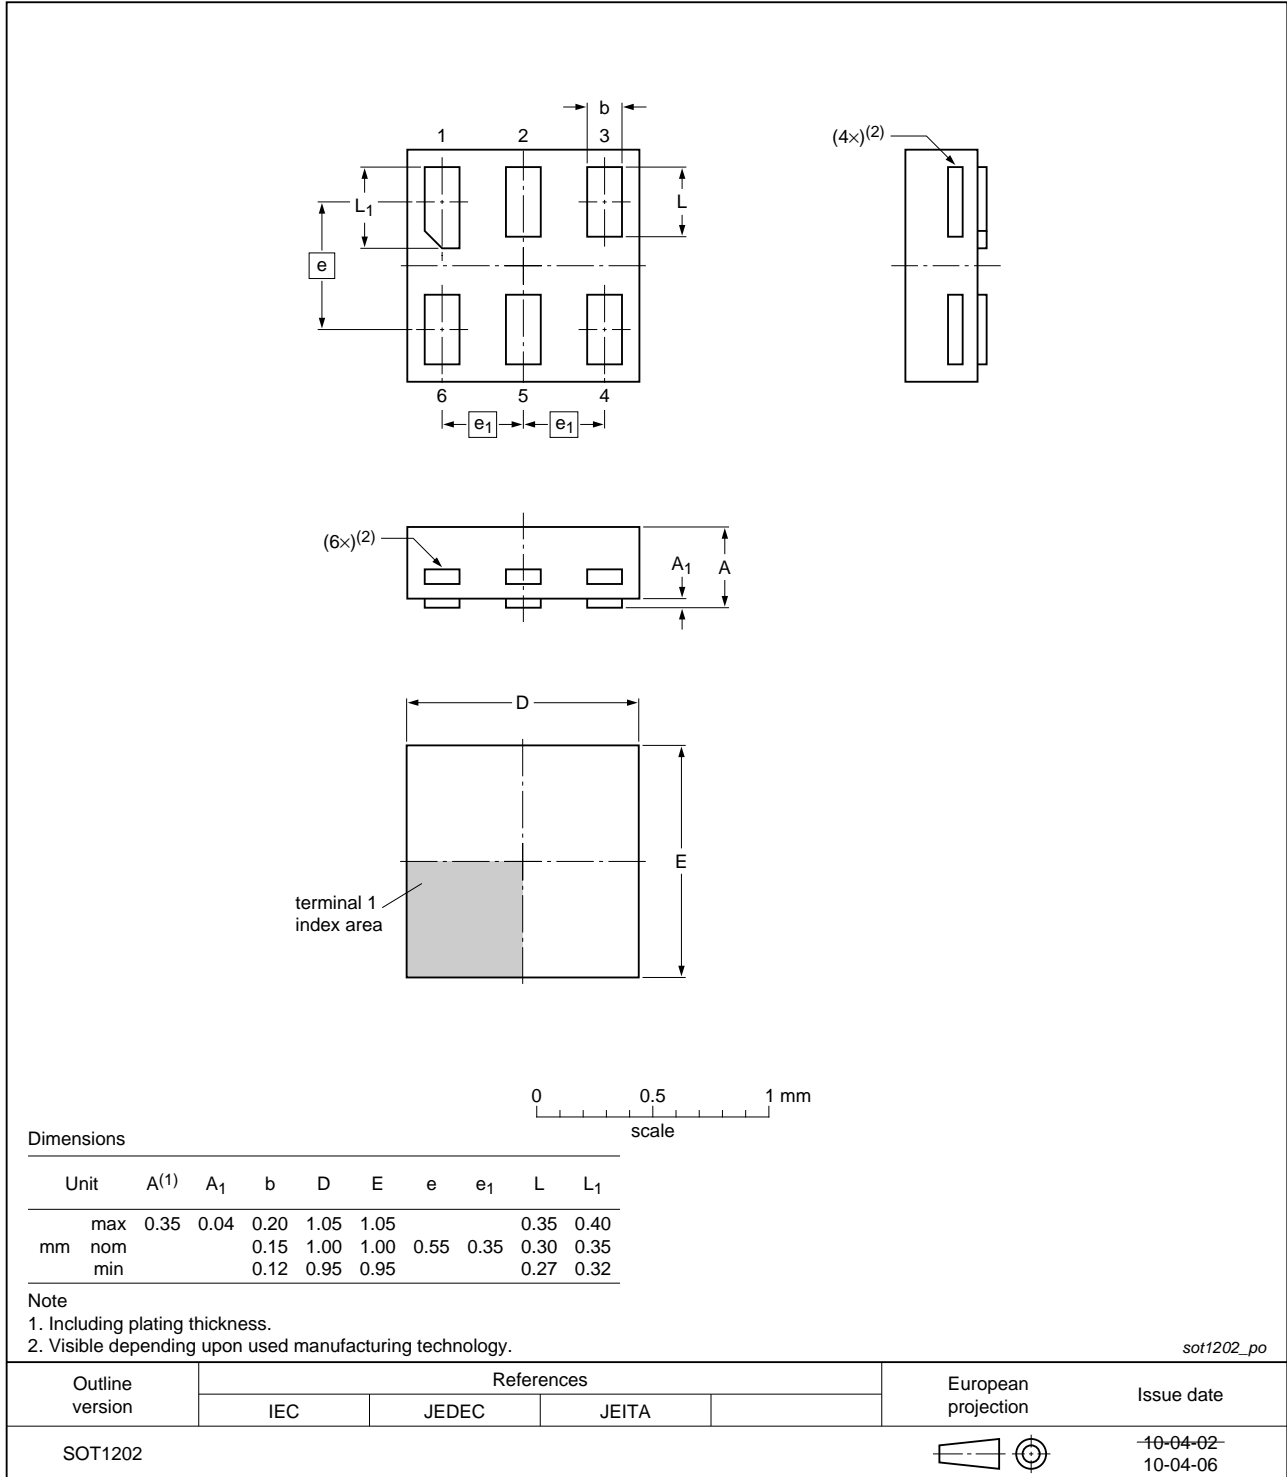 b
1 2 3
(4×)(2)
L1
L
e
6 5 4
e1 e1
(6×)(2)
A1 A
D
E
terminal 1
index area
0 0.5 1 mm
scale
Dimensions
Unit A(1) A1 b D E e e1 L L1
max 0.35 0.04 0.20 1.05 1.05 0.35 0.40
mm nom 0.15 1.00 1.00 0.55 0.35 0.30 0.35
min 0.12 0.95 0.95 0.27 0.32
Note
1. Including plating thickness.
2. Visible depending upon used manufacturing technology.
sot1202_po
Outline
version
References
IEC JEDEC JEITA
European
projection
Issue date
SOT1202
10-04-02
10-04-06